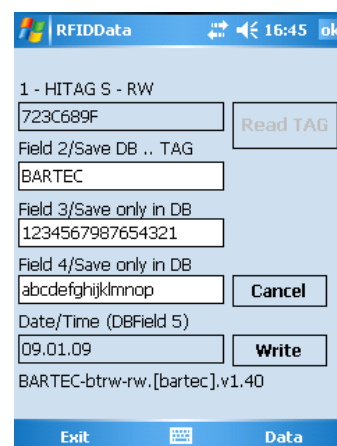 RFIDData 16:45 ok
1 - HITAG S - RW
723C689F
Read TAG
Field 2/Save DB .. TAG
BARTEC
Field 3/Save only in DB
1234567987654321
Field 4/Save only in DB
abcdefghijklmnop Cancel
Date/Time (DBField 5)
09.01.09 Write
BARTEC-btrw-rw.[bartec].v1.40
Exit Data